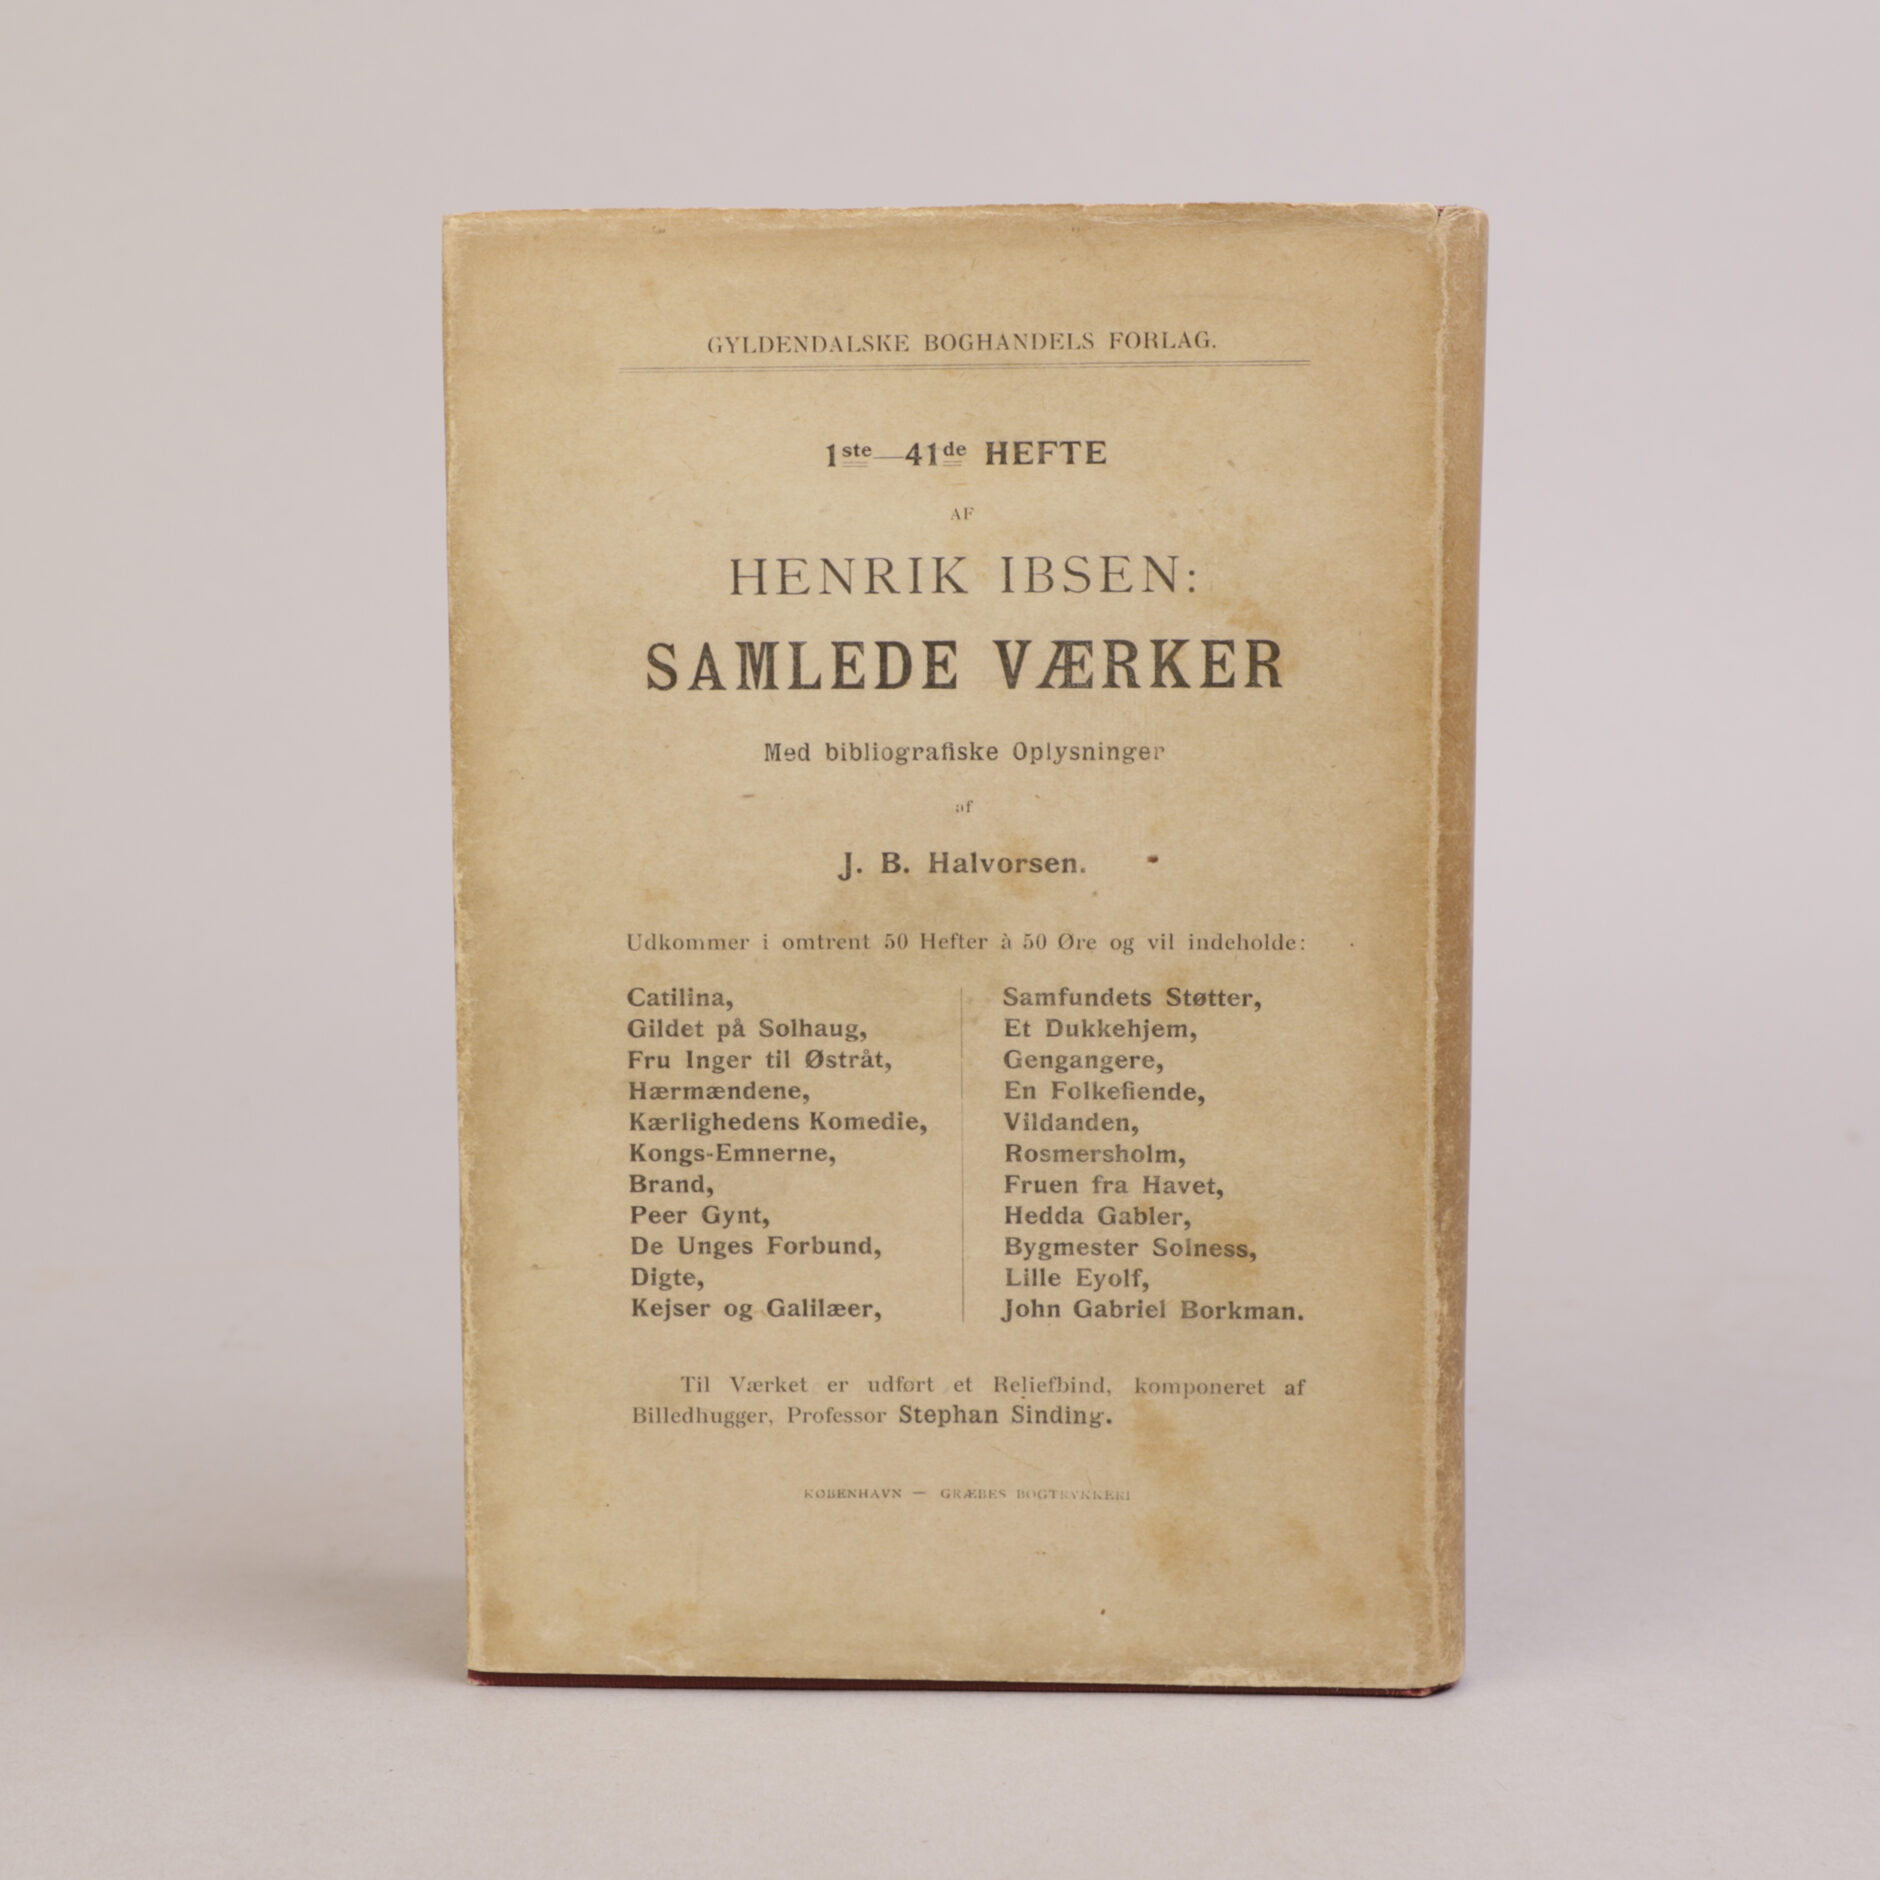 GYLDENDALSKE BOGHANDELS FORLAG.
1ste—41de HEFTE
AF
HENRIK IBSEN:
SAMLEDE VÆRKER
Med bibliografiske Oplysninger
af
J. B. Halvorsen.
Udkommer i omtrent 50 Hefter à 50 Øre og vil indeholde:
Catilina,
Gildet på Solhaug,
Fru Inger til Østråt,
Hærmændene,
Kærlighedens Komedie,
Kongs-Emnerne,
Brand,
Peer Gynt,
De Unges Forbund,
Digte,
Kejser og Galilæer,
Samfundets Støtter,
Et Dukkehjem,
Gengangere,
En Folkefiende,
Vildanden,
Rosmersholm,
Fruen fra Havet,
Hedda Gabler,
Bygmester Solness,
Lille Eyolf,
John Gabriel Borkman.
Til Værket er udført et Reliefbind, komponeret af
Billedhugger, Professor Stephan Sinding.
KØBENHAVN — GRÆBES BOGTRYKKERI